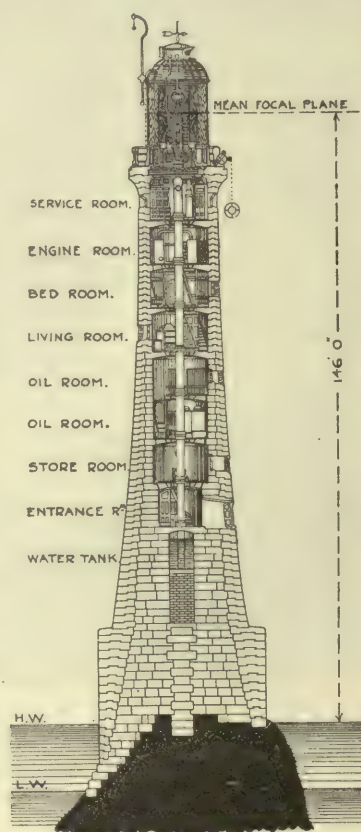 MEAN FOCAL PLANE
SERVICE ROOM.
ENGINE ROOM.
BED ROOM.
LIVING ROOM.
OIL ROOM.
OIL ROOM.
STORE ROOM
ENTRANCE Rᴹ
WATER TANK.
146' 0"
H.W.
L.W.